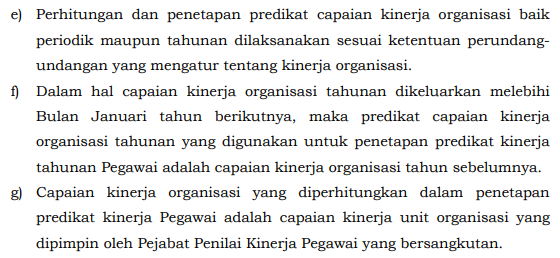 e) Perhitungan dan penetapan predikat capaian kinerja organisasi baik
periodik maupun tahunan dilaksanakan sesuai ketentuan perundang-
undangan yang mengatur tentang kinerja organisasi.
f) Dalam hal capaian kinerja organisasi tahunan dikeluarkan melebihi
Bulan Januari tahun berikutnya, maka predikat capaian kinerja
organisasi tahunan yang digunakan untuk penetapan predikat kinerja
tahunan Pegawai adalah capaian kinerja organisasi tahun sebelumnya.
g) Capaian kinerja organisasi yang diperhitungkan dalam penetapan
predikat kinerja Pegawai adalah capaian kinerja unit organisasi yang
dipimpin oleh Pejabat Penilai Kinerja Pegawai yang bersangkutan.